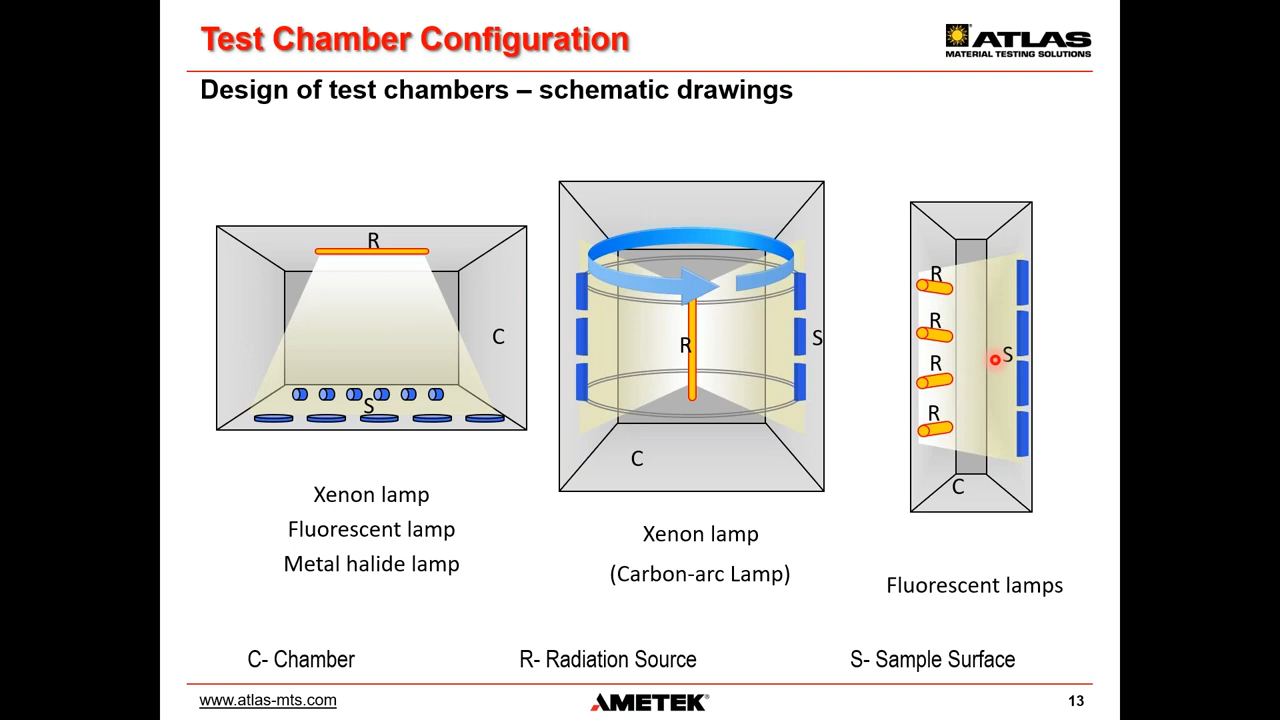 Test Chamber Configuration
ATLAS
MATERIAL TESTING SOLUTIONS
Design of test chambers – schematic drawings
R
C
S
Xenon lamp
Fluorescent lamp
Metal halide lamp
R
S
C
Xenon lamp
(Carbon-arc Lamp)
R
R
S
R
R
C
Fluorescent lamps
C- Chamber
R- Radiation Source
S- Sample Surface
www.atlas-mts.com
AMETEK®
13